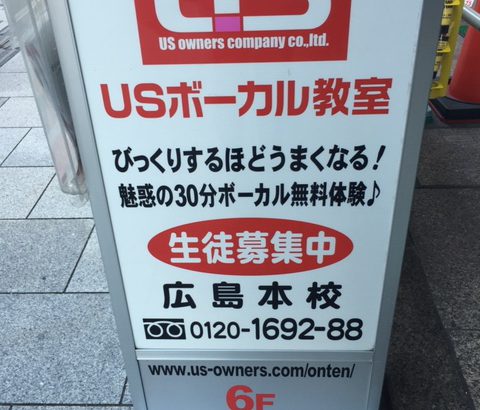 US owners company co.,ltd.
USボーカル教室
びっくりするほどうまくなる!
魅惑の30分ボーカル無料体験♪
生徒募集中
広島本校
0120-1692-88
www.us-owners.com/onten/
6F